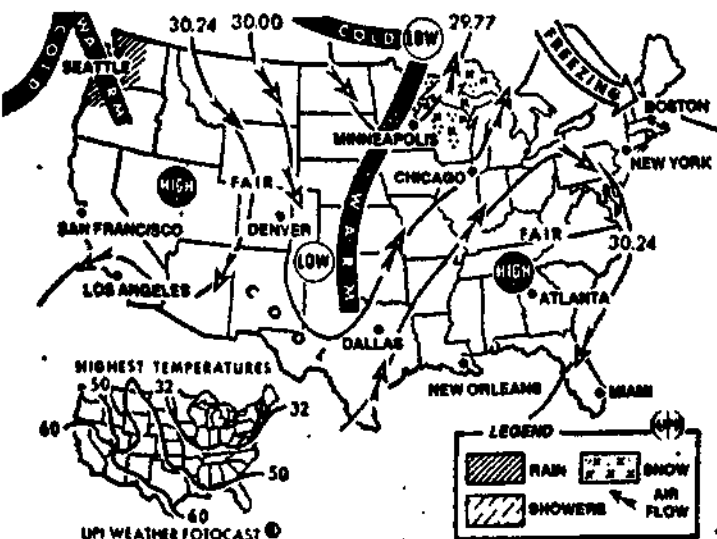 30.24 30.00 COLD LOW 29.77
WARM
COLD
SEATTLE
FREEZING
BOSTON
MINNEAPOLIS
NEW YORK
CHICAGO
HIGH
FAIR
WARM
SAN FRANCISCO
DENVER
FAIR
30.24
LOW
HIGH
LOS ANGELES
ATLANTA
DALLAS
NEW ORLEANS
MIAMI
HIGHEST TEMPERATURES
50 32
32
60
50
60
UPI WEATHER FOTOCAST
LEGEND
UPI
RAIN
SNOW
SHOWERS
AIR
FLOW